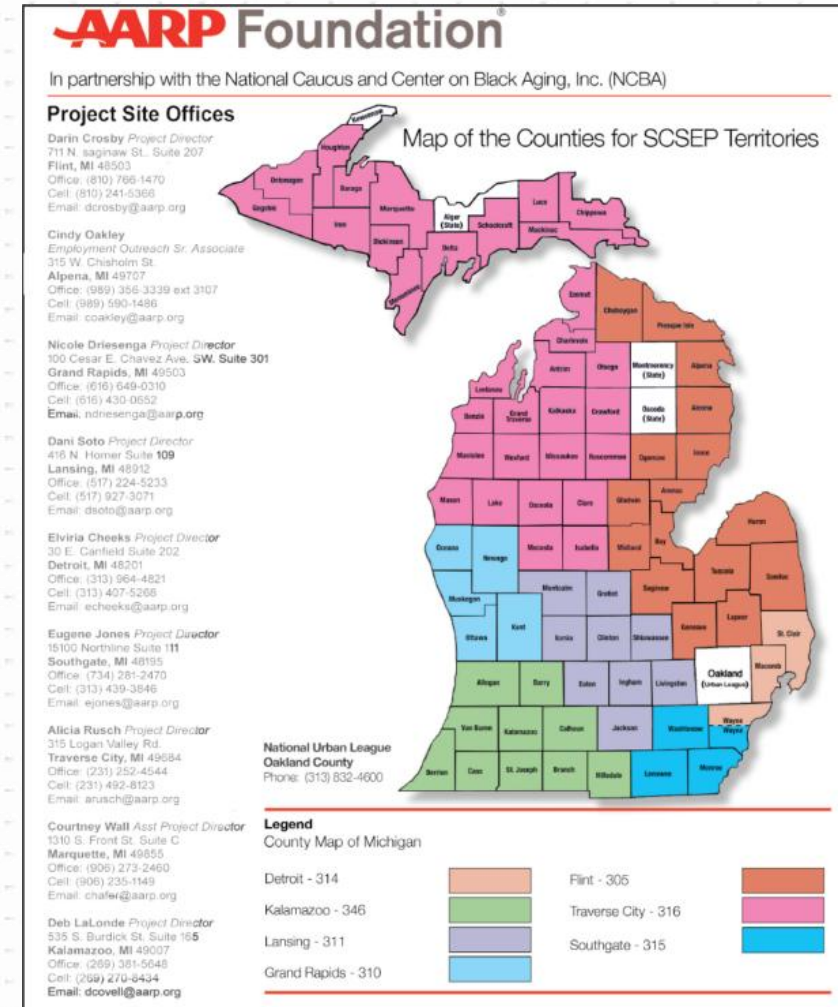 AARP Foundation®
In partnership with the National Caucus and Center on Black Aging, Inc. (NCBA)
Project Site Offices
Darin Crosby Project Director
711 N. saginaw St., Suite 207
Flint, MI 48503
Office: (810) 766-1470
Cell: (810) 241-5366
Email: dcrosby@aarp.org
Cindy Oakley
Employment Outreach Sr. Associate
315 W. Chisholm St.
Alpena, MI 49707
Office: (989) 356-3339 ext 3107
Cell: (989) 590-1486
Email: coakley@aarp.org
Nicole Driesenga Project Director
100 Cesar E. Chavez Ave. SW. Suite 301
Grand Rapids, MI 49503
Office: (616) 649-0310
Cell: (616) 430-0652
Email: ndriesenga@aarp.org
Dani Soto Project Director
416 N. Homer Suite 109
Lansing, MI 48912
Office: (517) 224-5233
Cell: (517) 927-3071
Email: dsoto@aarp.org
Elviria Cheeks Project Director
30 E. Canfield Suite 202
Detroit, MI 48201
Office: (313) 964-4821
Cell: (313) 407-5266
Email: echeeks@aarp.org
Eugene Jones Project Director
15100 Northline Suite 111
Southgate, MI 48195
Office: (734) 281-2470
Cell: (313) 439-3846
Email: ejones@aarp.org
Alicia Rusch Project Director
315 Logan Valley Rd.
Traverse City, MI 49684
Office: (231) 252-4544
Cell: (231) 492-8123
Email: arusch@aarp.org
Courtney Wall Asst Project Director
1310 S. Front St. Suite C
Marquette, MI 49855
Office: (906) 273-2460
Cell: (906) 235-1149
Email: chafer@aarp.org
Deb LaLonde Project Director
535 S. Burdick St. Suite 165
Kalamazoo, MI 49007
Office: (269) 381-5648
Cell: (269) 270-8434
Email: dcovell@aarp.org
Map of the Counties for SCSEP Territories
Keweenaw
Houghton
Ontonagon
Baraga
Gogebic
Marquette
Iron
Dickinson
Menominee
Alger
(State)
Delta
Schoolcraft
Luce
Mackinac
Chippewa
Emmet
Cheboygan
Presque Isle
Charlevoix
Antrim
Otsego
Montmorency
(State)
Alpena
Leelanau
Benzie
Grand
Traverse
Kalkaska
Crawford
Oscoda
(State)
Alcona
Manistee
Wexford
Missaukee
Roscommon
Ogemaw
Iosco
Mason
Lake
Osceola
Clare
Gladwin
Arenac
Huron
Oceana
Newaygo
Mecosta
Isabella
Midland
Bay
Tuscola
Sanilac
Muskegon
Montcalm
Gratiot
Saginaw
Ottawa
Kent
Ionia
Clinton
Shiawassee
Genesee
Lapeer
St. Clair
Allegan
Barry
Eaton
Ingham
Livingston
Oakland
(Urban League)
Macomb
Van Buren
Kalamazoo
Calhoun
Jackson
Washtenaw
Wayne
Wayne
Berrien
Cass
St. Joseph
Branch
Hillsdale
Lenawee
Monroe
National Urban League
Oakland County
Phone: (313) 832-4600
Legend
County Map of Michigan
Detroit - 314
Kalamazoo - 346
Lansing - 311
Grand Rapids - 310
Flint - 305
Traverse City - 316
Southgate - 315